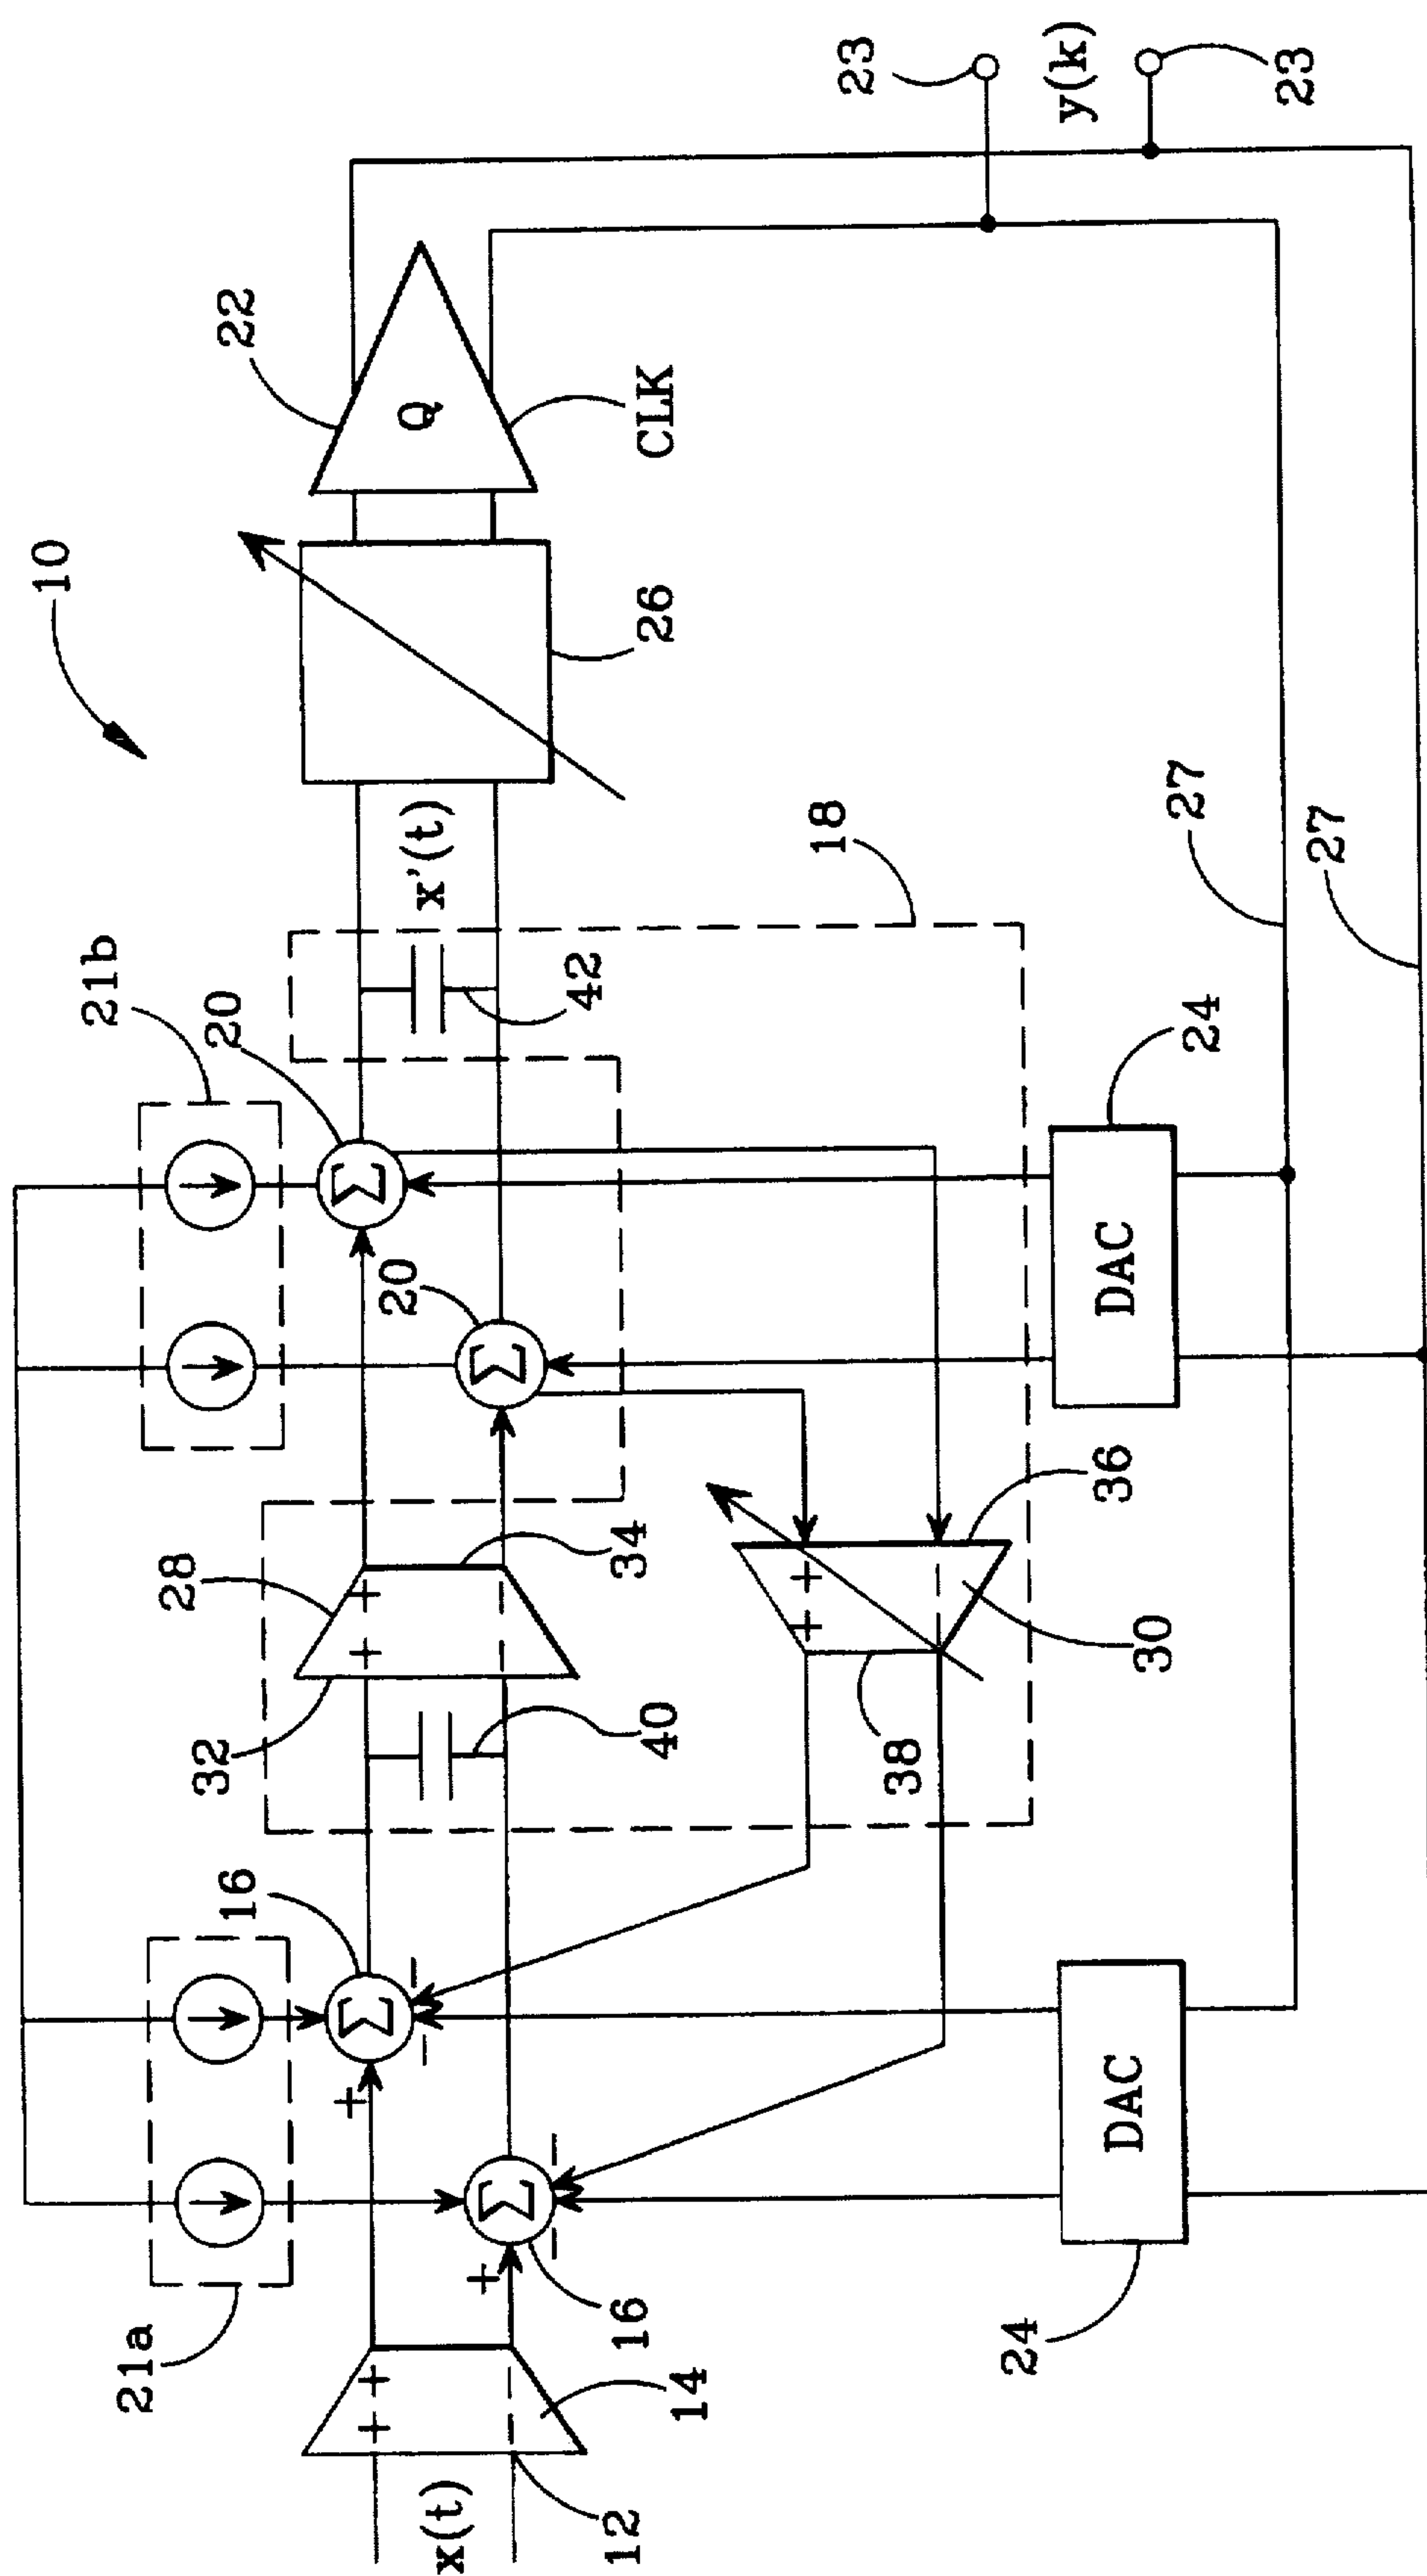 10
21a
21b
16
20
22
28
32
34
40
20
x'(t)
42
26
Q
CLK
x(t)
12
14
+ +
– –
+
Σ
+
Σ
16
–
–
–
–
+ +
– –
Σ
Σ
18
23
y(k)
23
+ +
– –
38
30
36
24
DAC
DAC
24
27
27